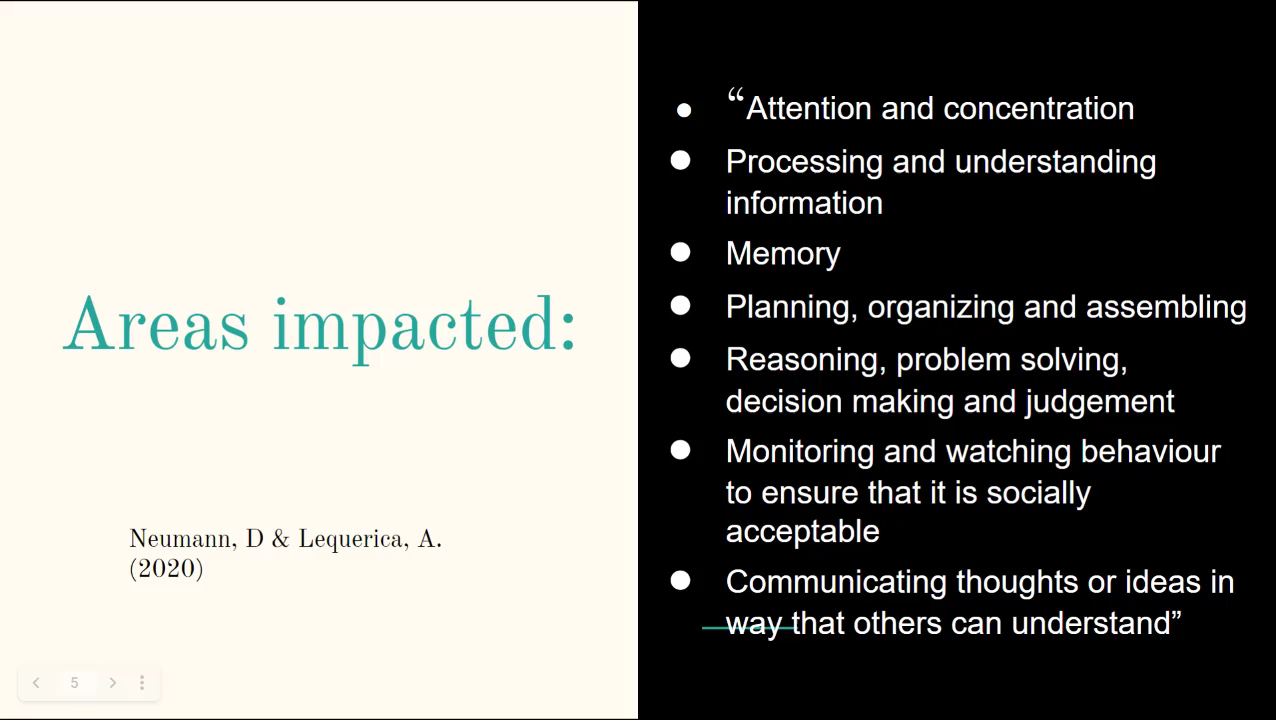 Areas impacted:
Neumann, D & Lequerica, A.
(2020)
5
● “Attention and concentration
● Processing and understanding
information
● Memory
● Planning, organizing and assembling
● Reasoning, problem solving,
decision making and judgement
● Monitoring and watching behaviour
to ensure that it is socially
acceptable
● Communicating thoughts or ideas in
way that others can understand”